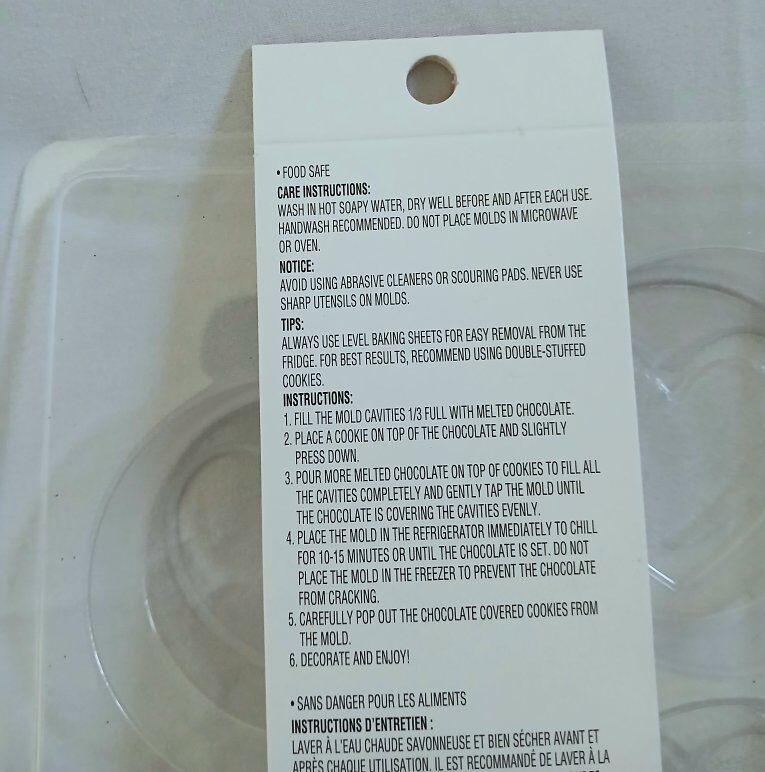 • FOOD SAFE
CARE INSTRUCTIONS:
WASH IN HOT SOAPY WATER, DRY WELL BEFORE AND AFTER EACH USE.
HANDWASH RECOMMENDED. DO NOT PLACE MOLDS IN MICROWAVE
OR OVEN.
NOTICE:
AVOID USING ABRASIVE CLEANERS OR SCOURING PADS. NEVER USE
SHARP UTENSILS ON MOLDS.
TIPS:
ALWAYS USE LEVEL BAKING SHEETS FOR EASY REMOVAL FROM THE
FRIDGE. FOR BEST RESULTS, RECOMMEND USING DOUBLE-STUFFED
COOKIES.
INSTRUCTIONS:
1. FILL THE MOLD CAVITIES 1/3 FULL WITH MELTED CHOCOLATE.
2. PLACE A COOKIE ON TOP OF THE CHOCOLATE AND SLIGHTLY
PRESS DOWN.
3. POUR MORE MELTED CHOCOLATE ON TOP OF COOKIES TO FILL ALL
THE CAVITIES COMPLETELY AND GENTLY TAP THE MOLD UNTIL
THE CHOCOLATE IS COVERING THE CAVITIES EVENLY.
4. PLACE THE MOLD IN THE REFRIGERATOR IMMEDIATELY TO CHILL
FOR 10-15 MINUTES OR UNTIL THE CHOCOLATE IS SET. DO NOT
PLACE THE MOLD IN THE FREEZER TO PREVENT THE CHOCOLATE
FROM CRACKING.
5. CAREFULLY POP OUT THE CHOCOLATE COVERED COOKIES FROM
THE MOLD.
6. DECORATE AND ENJOY!
• SANS DANGER POUR LES ALIMENTS
INSTRUCTIONS D'ENTRETIEN :
LAVER À L'EAU CHAUDE SAVONNEUSE ET BIEN SÉCHER AVANT ET
APRÈS CHAQUE UTILISATION. IL EST RECOMMANDÉ DE LAVER À LA